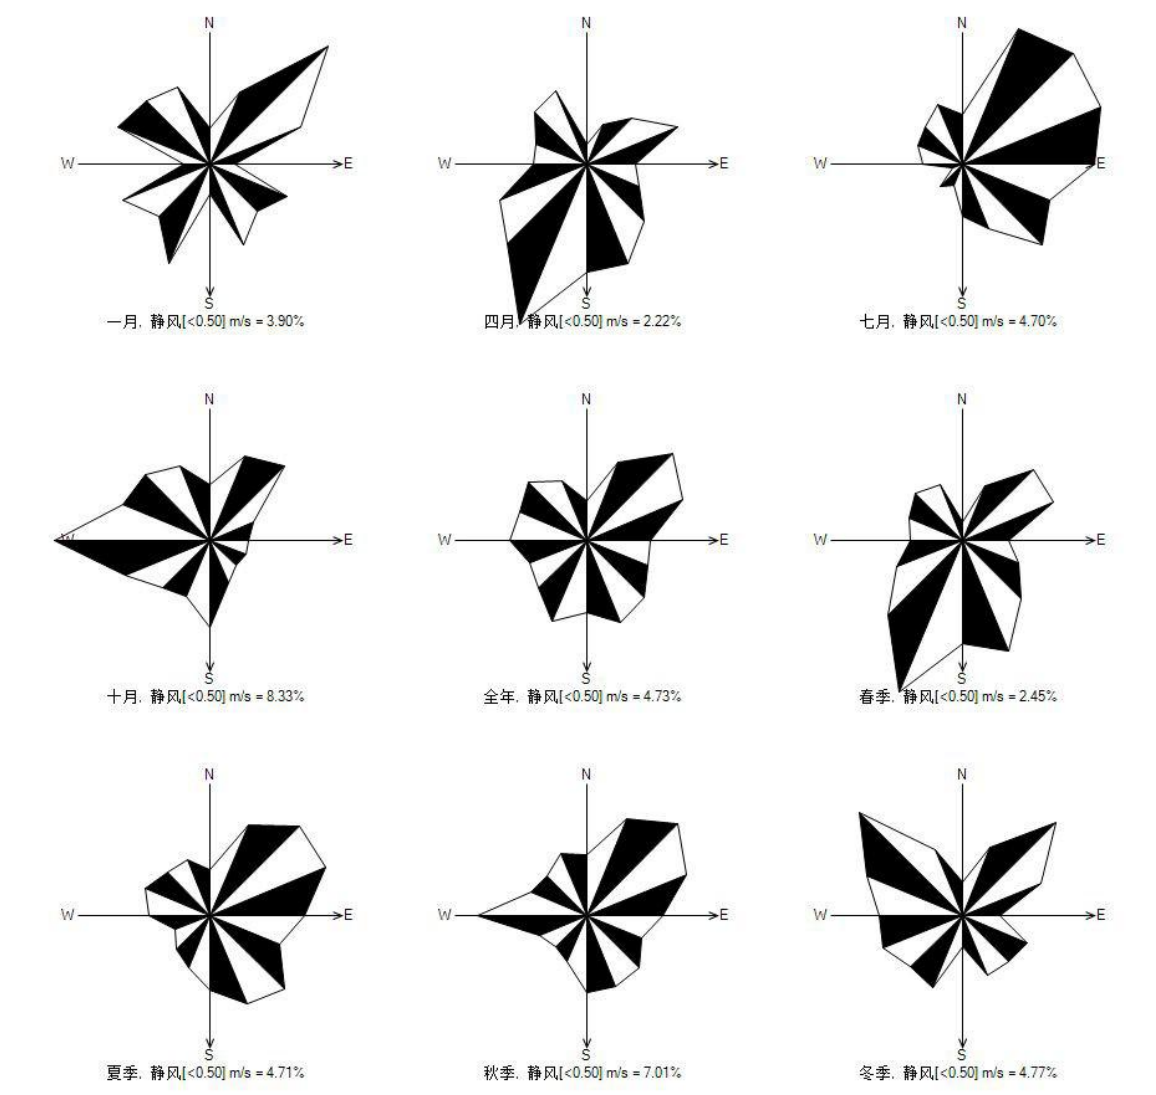 N
N
N
W
E
W
E
W
E
S
S
S
一月，静风[<0.50] m/s = 3.90%
四月，静风[<0.50] m/s = 2.22%
七月，静风[<0.50] m/s = 4.70%
N
N
N
W
E
W
E
W
E
S
S
S
十月，静风[<0.50] m/s = 8.33%
全年，静风[<0.50] m/s = 4.73%
春季，静风[<0.50] m/s = 2.45%
N
N
N
W
E
W
E
W
E
S
S
S
夏季，静风[<0.50] m/s = 4.71%
秋季，静风[<0.50] m/s = 7.01%
冬季，静风[<0.50] m/s = 4.77%